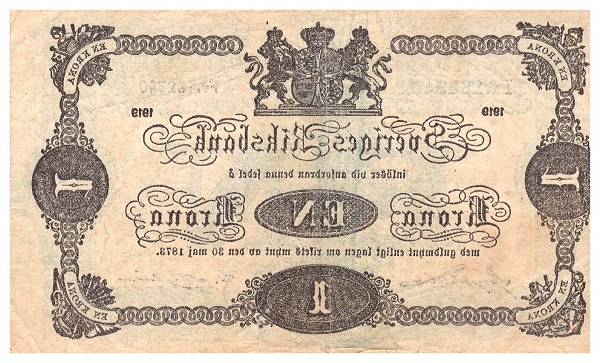 EN KRONA
EN KRONA
1919
1919
Sveriges Riksbank
inlöser vid anfordran denna sedel å
1
Krona
EN
Krona
1
med guldmynt enligt lagen om rikets mynt av den 30 maj 1873.
EN KRONA
1
EN KRONA